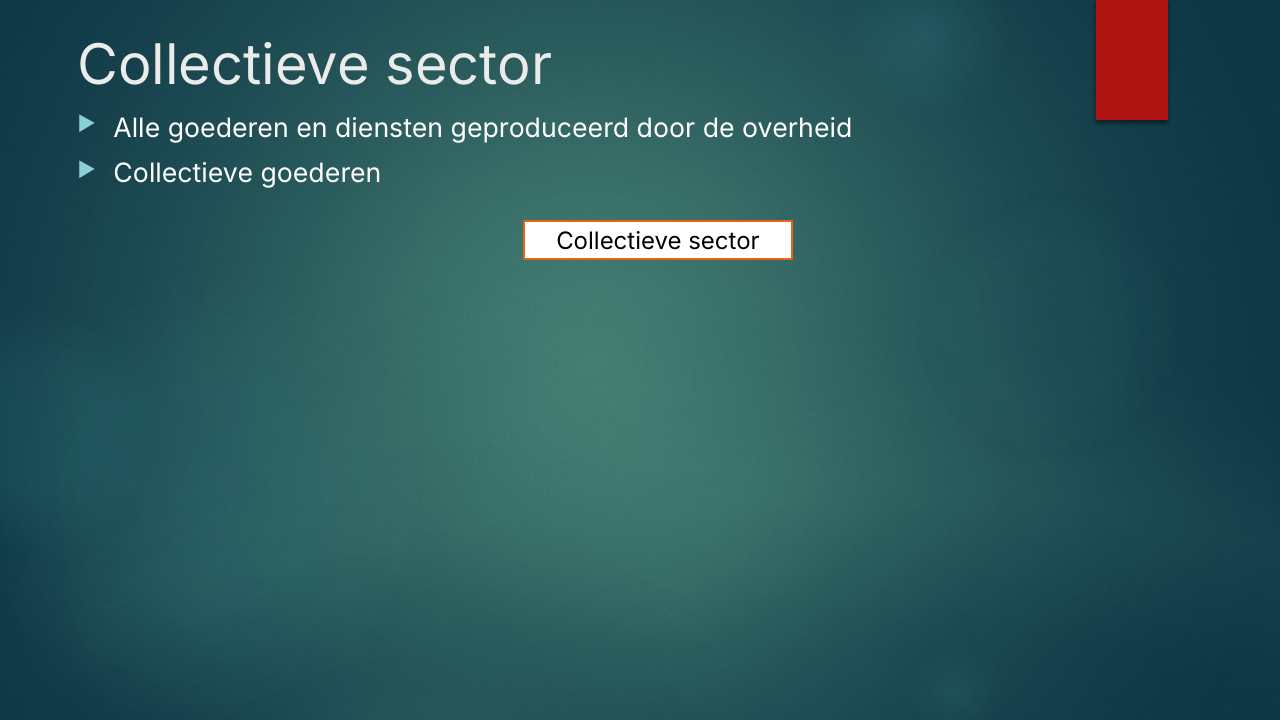 Collectieve sector
Alle goederen en diensten geproduceerd door de overheid
Collectieve goederen
Collectieve sector